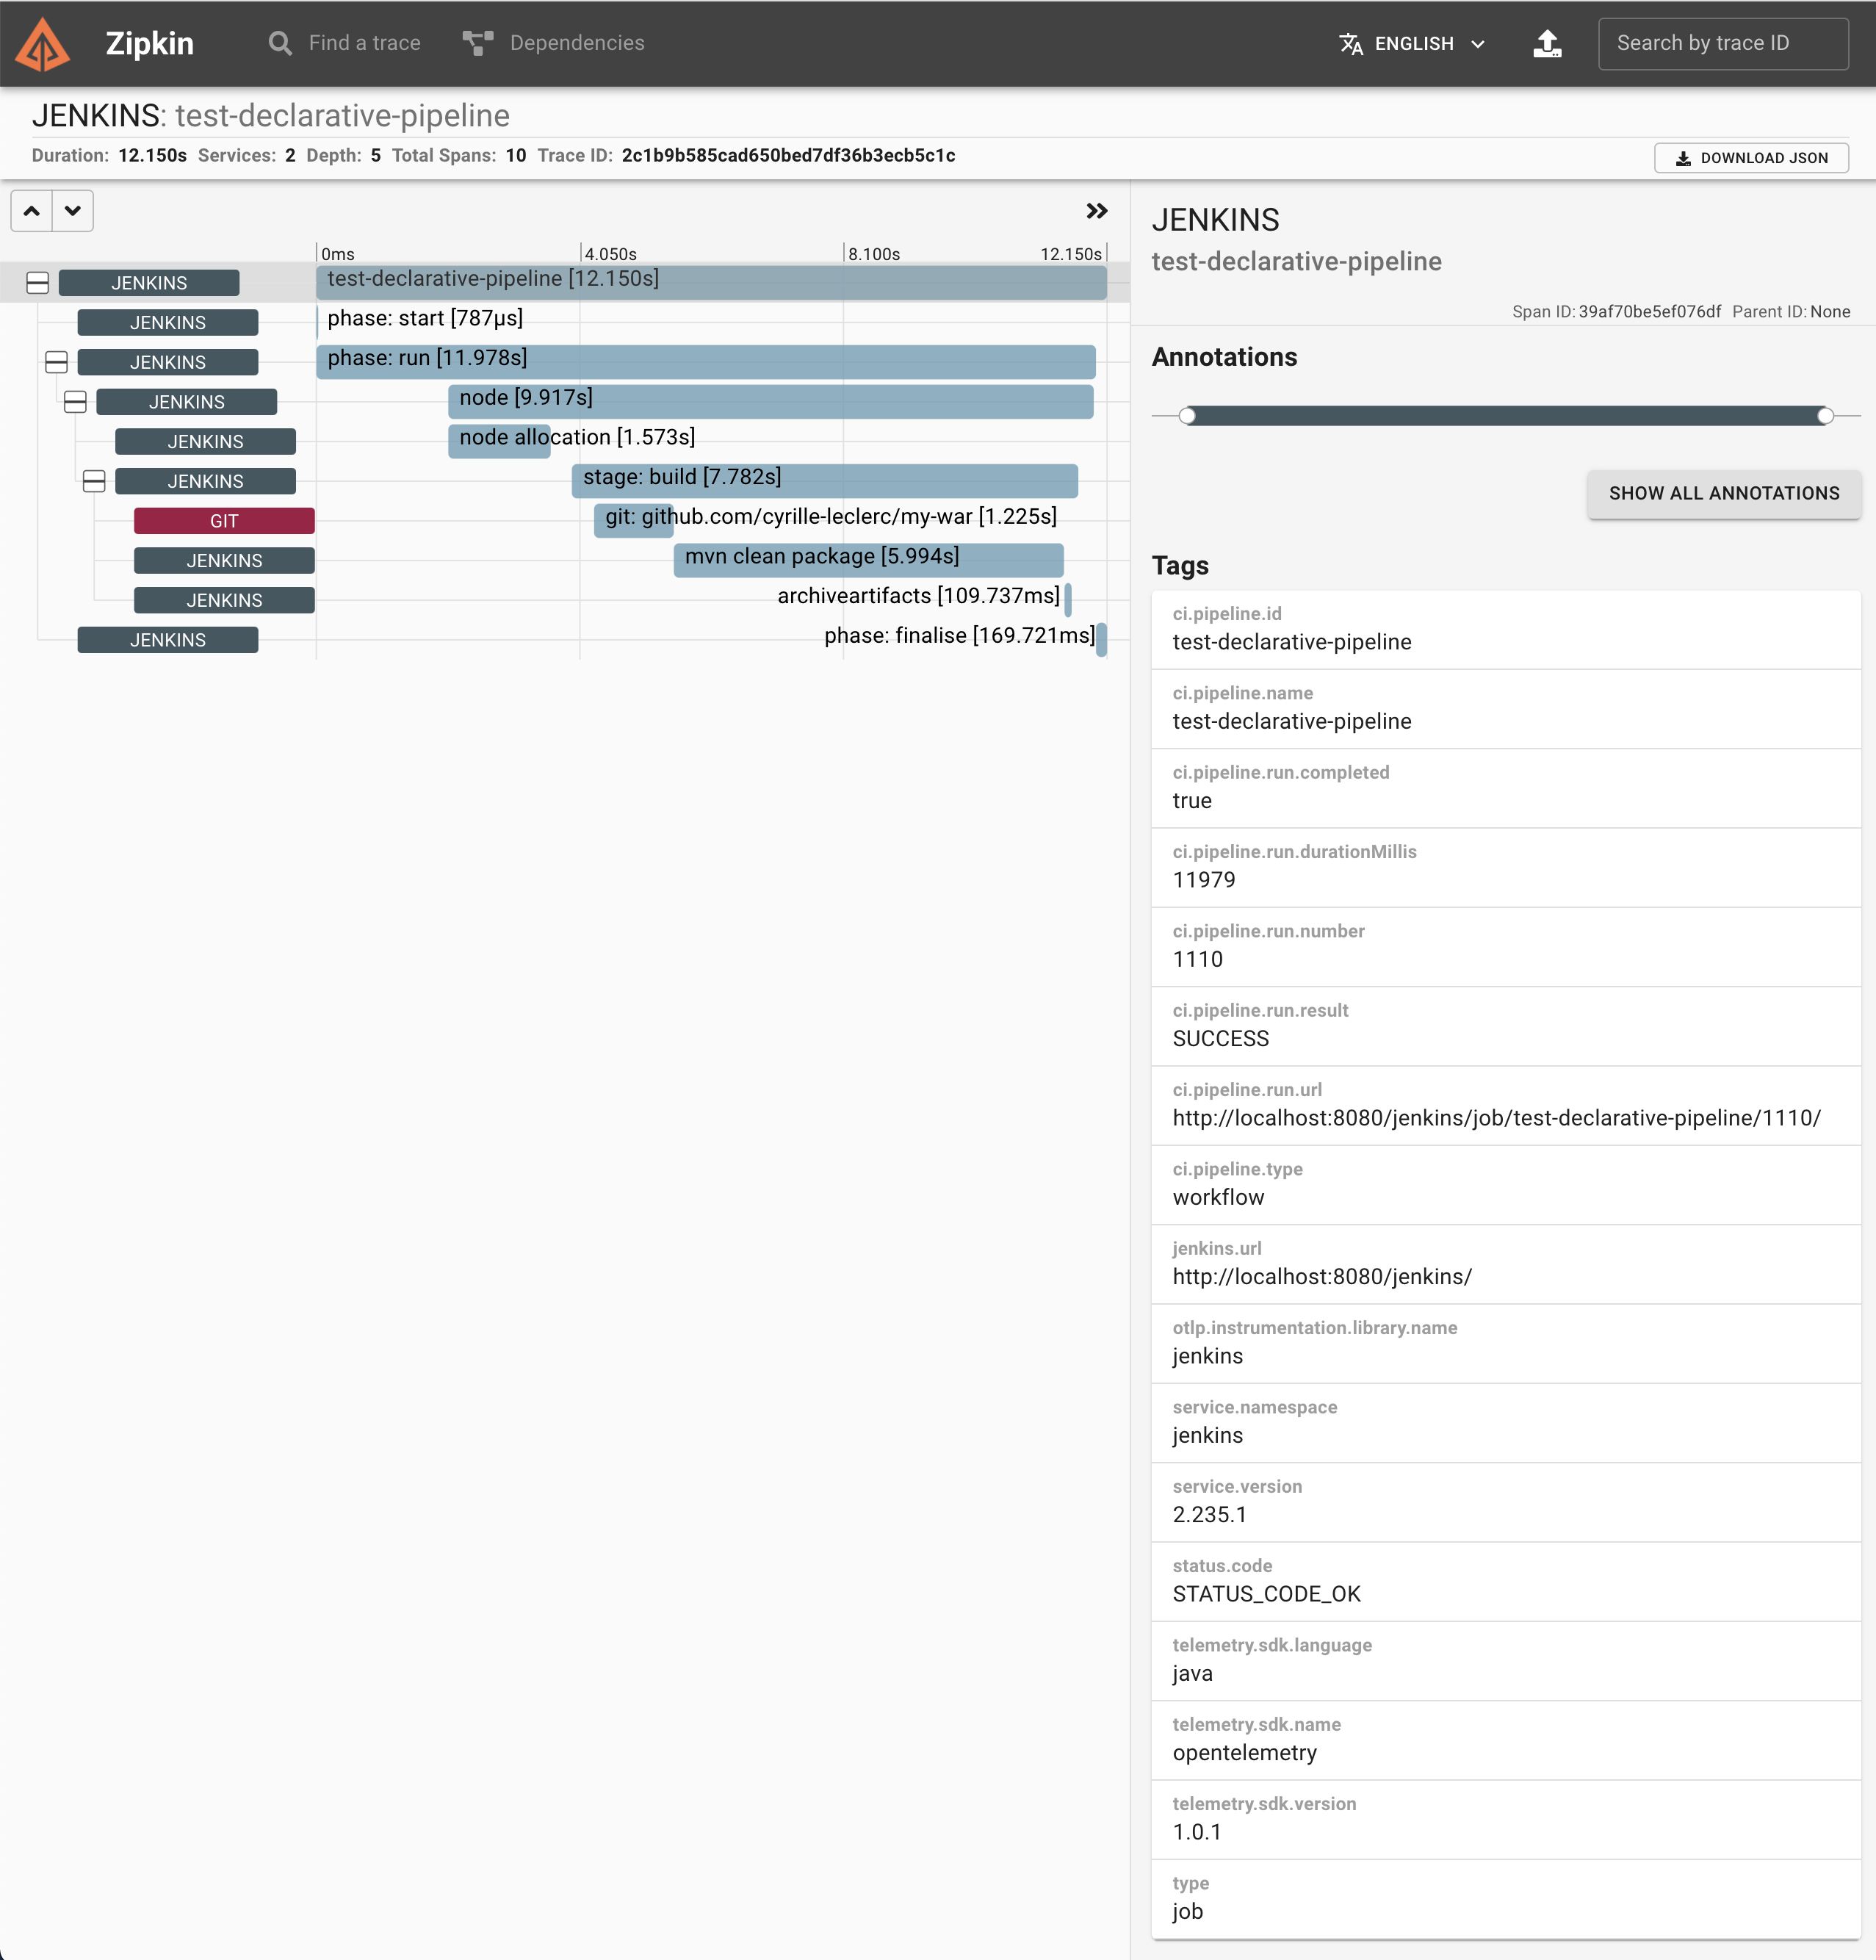 Zipkin
Find a trace
Dependencies
ENGLISH
Search by trace ID
JENKINS: test-declarative-pipeline
Duration: 12.150s Services: 2 Depth: 5 Total Spans: 10 Trace ID: 2c1b9b585cad650bed7df36b3ecb5c1c
DOWNLOAD JSON
0ms 4.050s 8.100s 12.150s
JENKINS test-declarative-pipeline [12.150s]
JENKINS phase: start [787µs]
JENKINS phase: run [11.978s]
JENKINS node [9.917s]
JENKINS node allocation [1.573s]
JENKINS stage: build [7.782s]
GIT git: github.com/cyrille-leclerc/my-war [1.225s]
JENKINS mvn clean package [5.994s]
JENKINS archiveartifacts [109.737ms]
JENKINS phase: finalise [169.721ms]
JENKINS
test-declarative-pipeline
Span ID: 39af70be5ef076df Parent ID: None
Annotations
SHOW ALL ANNOTATIONS
Tags
ci.pipeline.id
test-declarative-pipeline
ci.pipeline.name
test-declarative-pipeline
ci.pipeline.run.completed
true
ci.pipeline.run.durationMillis
11979
ci.pipeline.run.number
1110
ci.pipeline.run.result
SUCCESS
ci.pipeline.run.url
http://localhost:8080/jenkins/job/test-declarative-pipeline/1110/
ci.pipeline.type
workflow
jenkins.url
http://localhost:8080/jenkins/
otlp.instrumentation.library.name
jenkins
service.namespace
jenkins
service.version
2.235.1
status.code
STATUS_CODE_OK
telemetry.sdk.language
java
telemetry.sdk.name
opentelemetry
telemetry.sdk.version
1.0.1
type
job